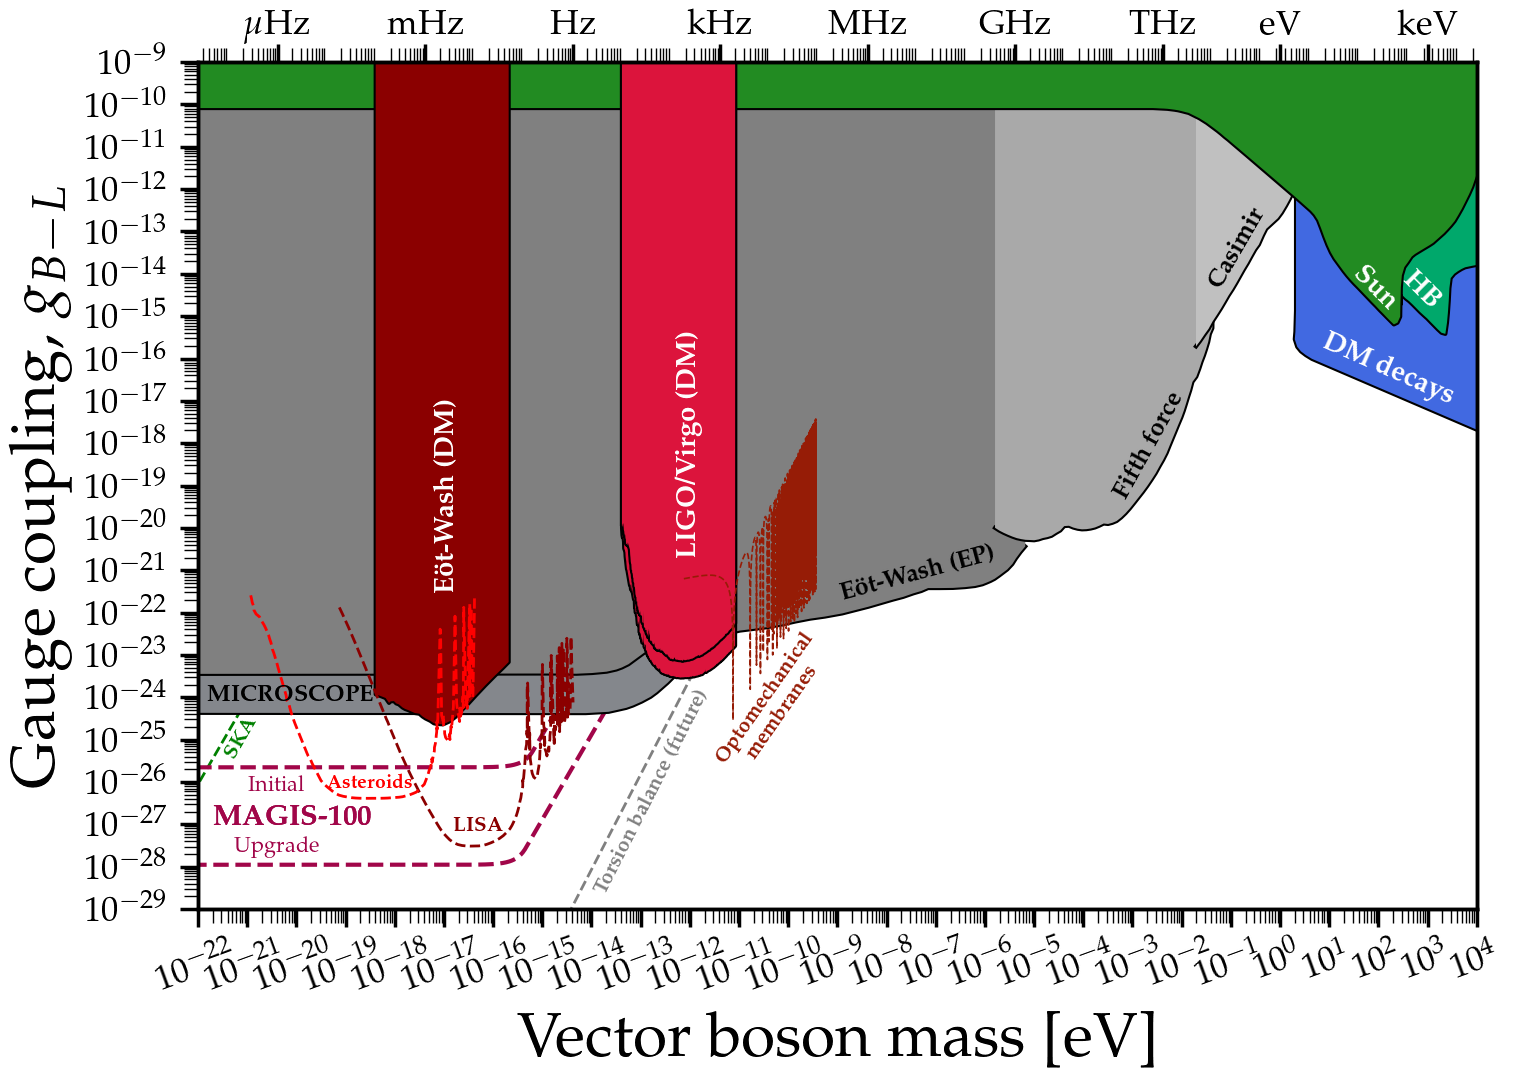 μHz mHz Hz kHz MHz GHz THz eV keV
10⁻⁹
10⁻¹⁰
10⁻¹¹
10⁻¹²
10⁻¹³
10⁻¹⁴
10⁻¹⁵
10⁻¹⁶
10⁻¹⁷
10⁻¹⁸
10⁻¹⁹
10⁻²⁰
10⁻²¹
10⁻²²
10⁻²³
10⁻²⁴
10⁻²⁵
10⁻²⁶
10⁻²⁷
10⁻²⁸
10⁻²⁹
Gauge coupling, g_{B−L}
Eöt-Wash (DM)
LIGO/Virgo (DM)
Casimir
Sun
HB
DM decays
Fifth force
Eöt-Wash (EP)
MICROSCOPE
SKA
Optomechanical
membranes
Torsion balance (future)
Initial
Asteroids
MAGIS-100
LISA
Upgrade
10⁻²² 10⁻²¹ 10⁻²⁰ 10⁻¹⁹ 10⁻¹⁸ 10⁻¹⁷ 10⁻¹⁶ 10⁻¹⁵ 10⁻¹⁴ 10⁻¹³ 10⁻¹² 10⁻¹¹ 10⁻¹⁰ 10⁻⁹ 10⁻⁸ 10⁻⁷ 10⁻⁶ 10⁻⁵ 10⁻⁴ 10⁻³ 10⁻² 10⁻¹ 10⁰ 10¹ 10² 10³ 10⁴
Vector boson mass [eV]